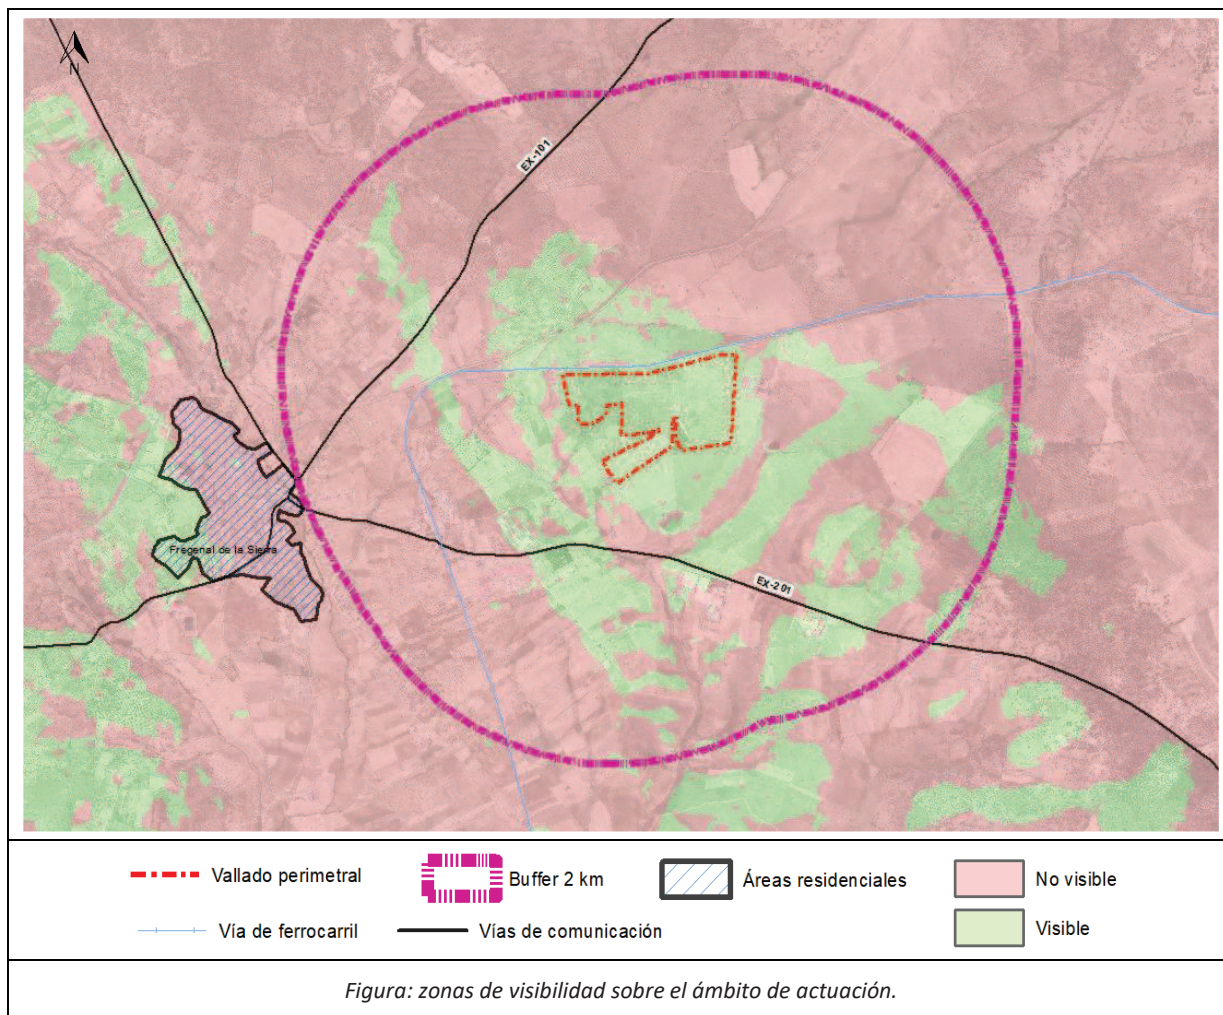 N
EX-101
Fregenal de la Sierra
EX-201
Vallado perimetral
Buffer 2 km
Áreas residenciales
No visible
Vía de ferrocarril
Vías de comunicación
Visible
Figura: zonas de visibilidad sobre el ámbito de actuación.